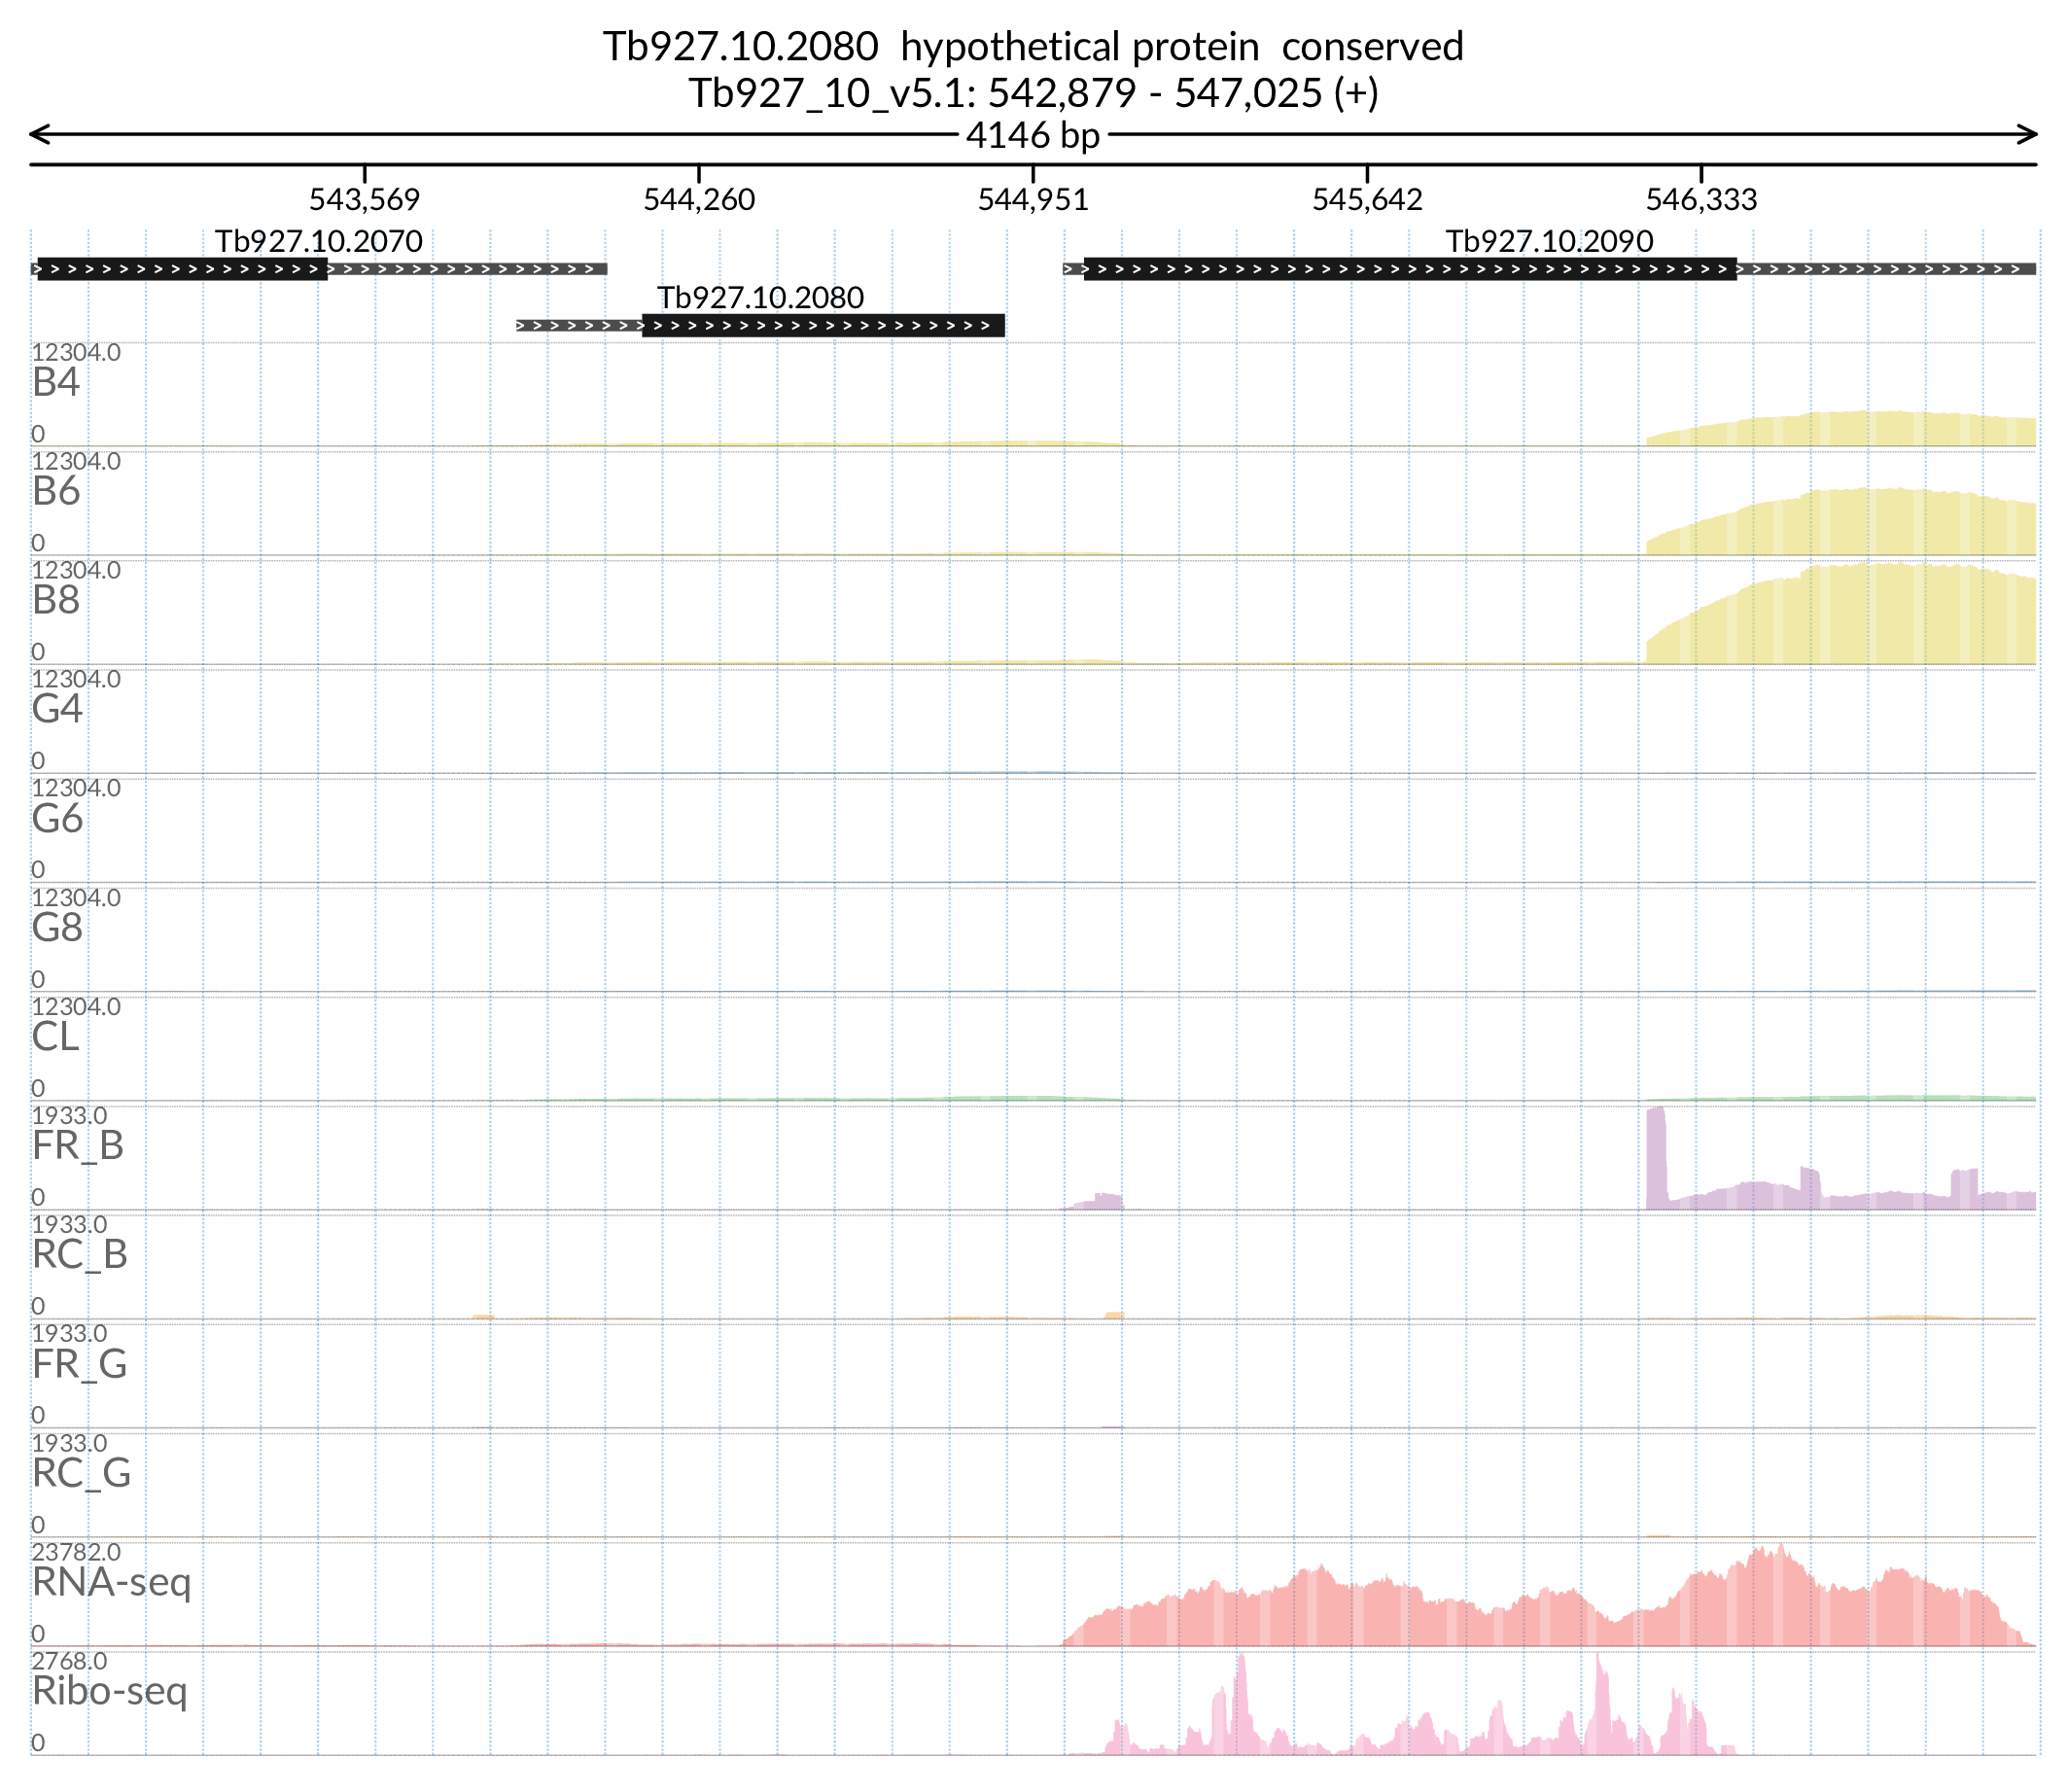 Tb927.10.2080  hypothetical protein  conserved
Tb927_10_v5.1: 542,879 - 547,025 (+)
4146 bp
543,569 544,260 544,951 545,642 546,333
Tb927.10.2070 Tb927.10.2090
Tb927.10.2080
12304.0
B4
0
12304.0
B6
0
12304.0
B8
0
12304.0
G4
0
12304.0
G6
0
12304.0
G8
0
12304.0
CL
0
1933.0
FR_B
0
1933.0
RC_B
0
1933.0
FR_G
0
1933.0
RC_G
0
23782.0
RNA-seq
0
2768.0
Ribo-seq
0